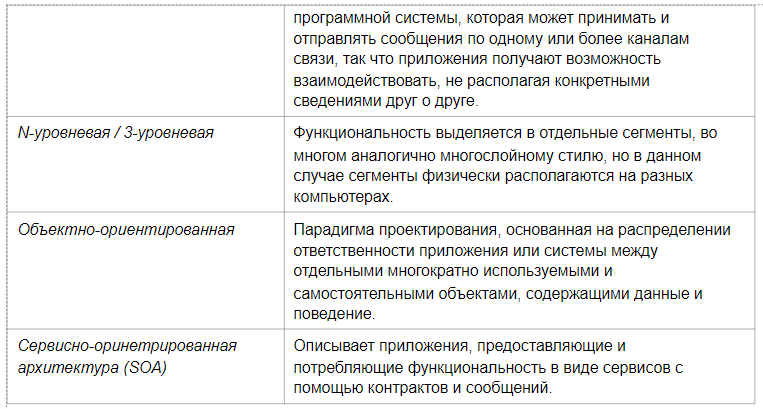 программной системы, которая может принимать и
отправлять сообщения по одному или более каналам
связи, так что приложения получают возможность
взаимодействовать, не располагая конкретными
сведениями друг о друге.
N-уровневая / 3-уровневая
Функциональность выделяется в отдельные сегменты, во
многом аналогично многослойному стилю, но в данном
случае сегменты физически располагаются на разных
компьютерах.
Объектно-ориентированная
Парадигма проектирования, основанная на распределении
ответственности приложения или системы между
отдельными многократно используемыми и
самостоятельными объектами, содержащими данные и
поведение.
Сервисно-оринетрированная
архитектура (SOA)
Описывает приложения, предоставляющие и
потребляющие функциональность в виде сервисов с
помощью контрактов и сообщений.